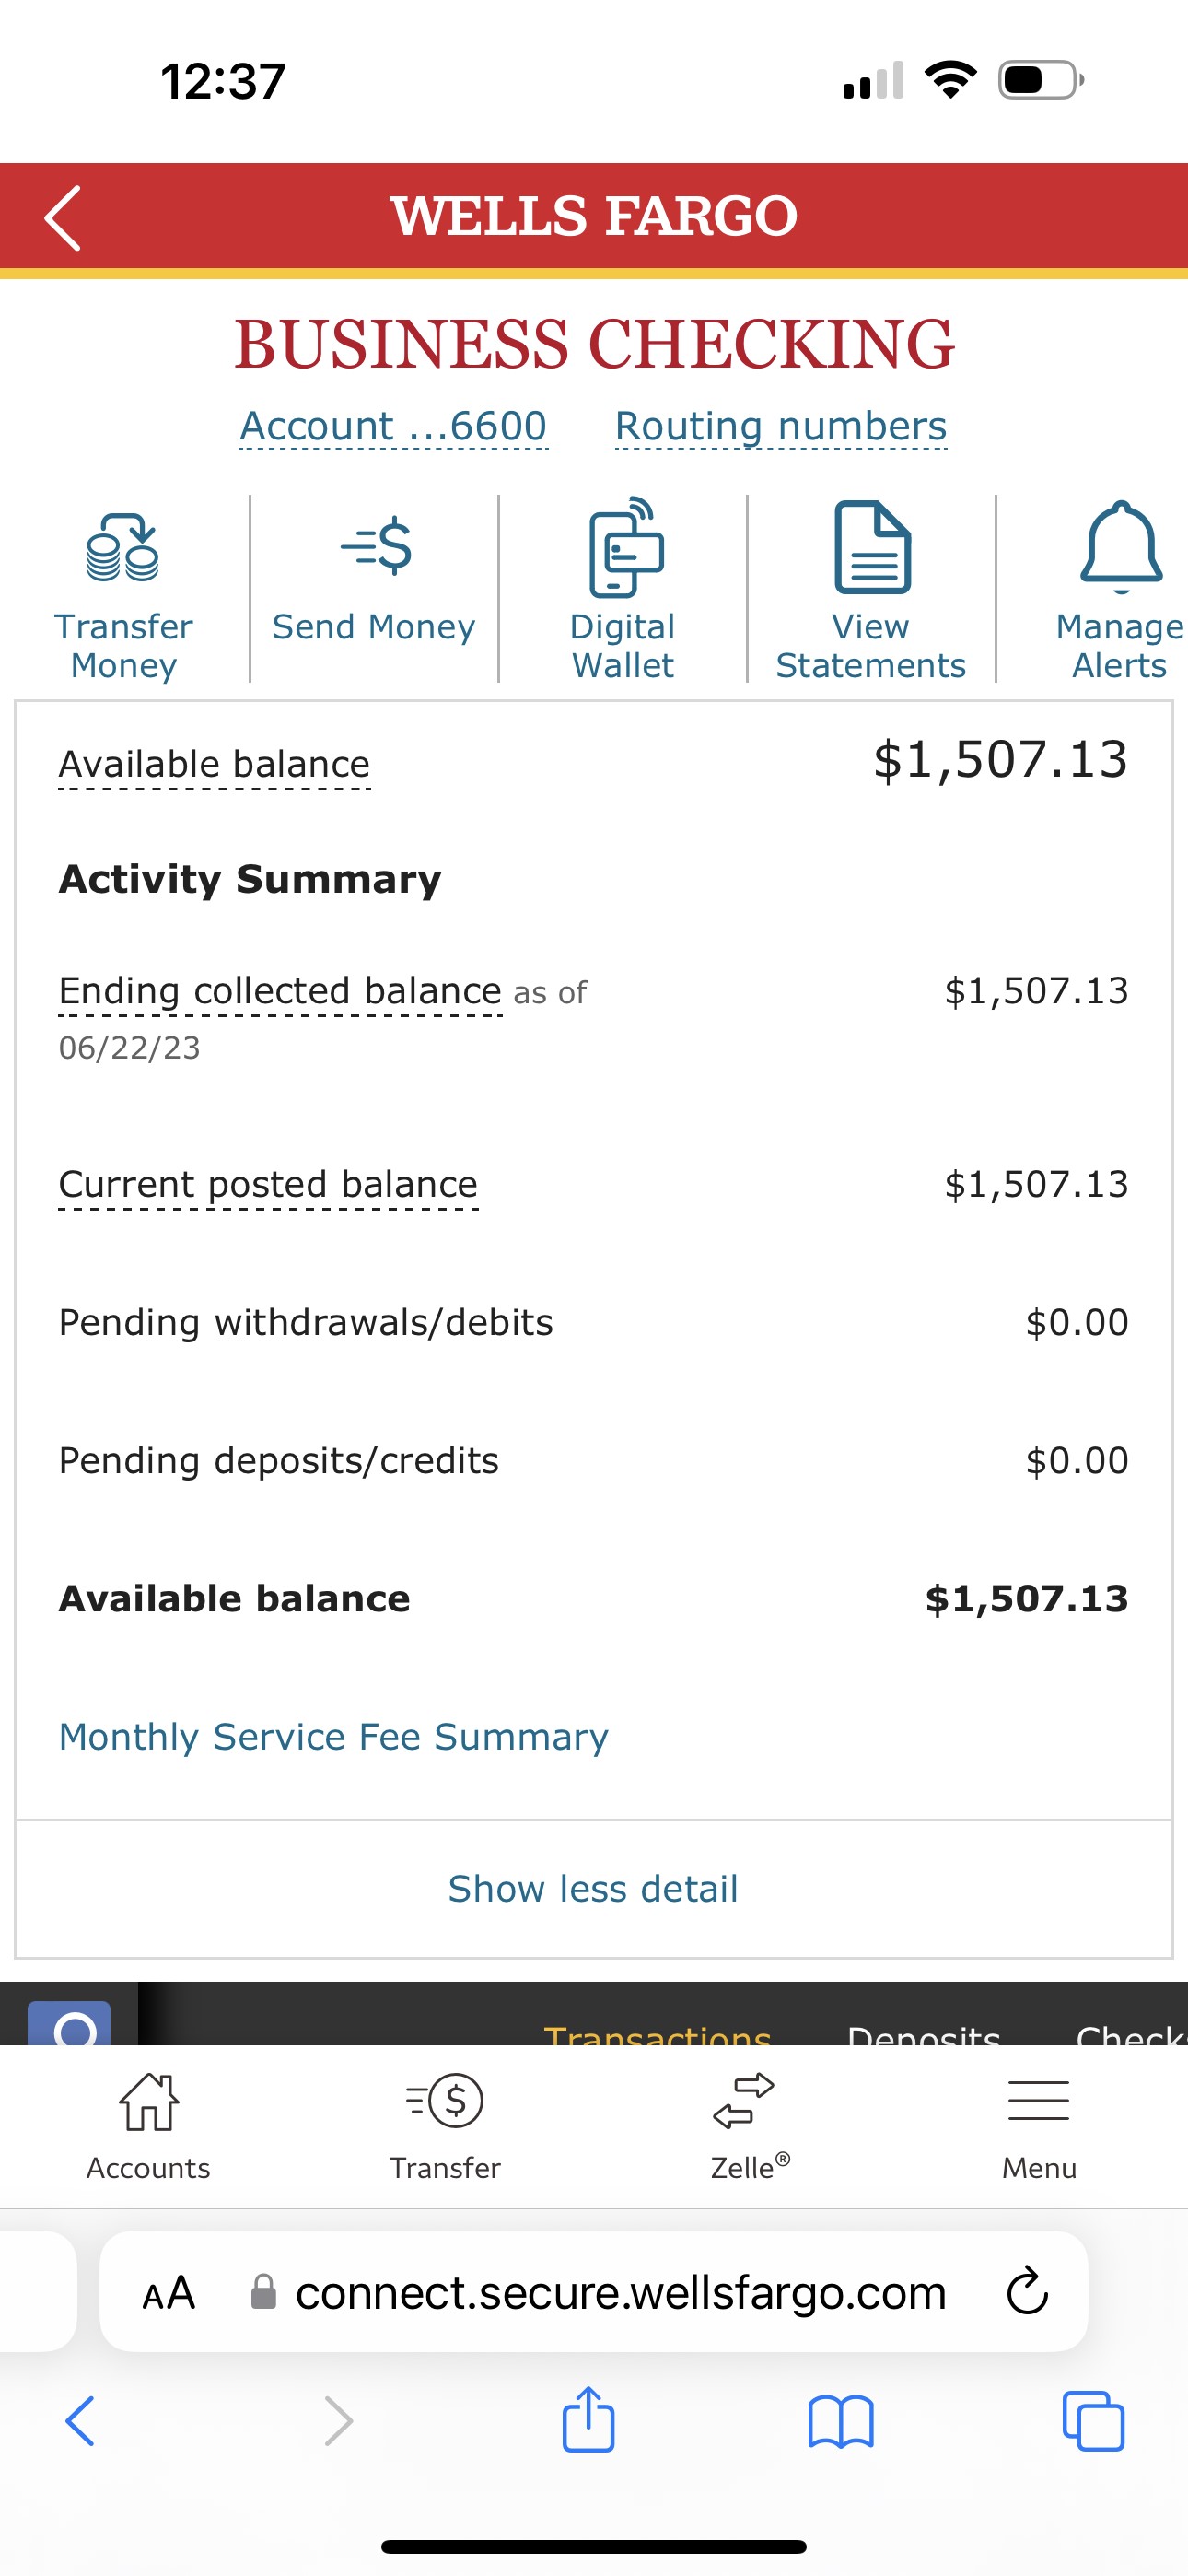 12:37
WELLS FARGO
BUSINESS CHECKING
Account ...6600 Routing numbers
Transfer Money
Send Money
Digital Wallet
View Statements
Manage Alerts
Available balance $1,507.13
Activity Summary
Ending collected balance as of $1,507.13
06/22/23
Current posted balance $1,507.13
Pending withdrawals/debits $0.00
Pending deposits/credits $0.00
Available balance $1,507.13
Monthly Service Fee Summary
Show less detail
Transactions Deposits Checks
Accounts Transfer Zelle® Menu
AA connect.secure.wellsfargo.com